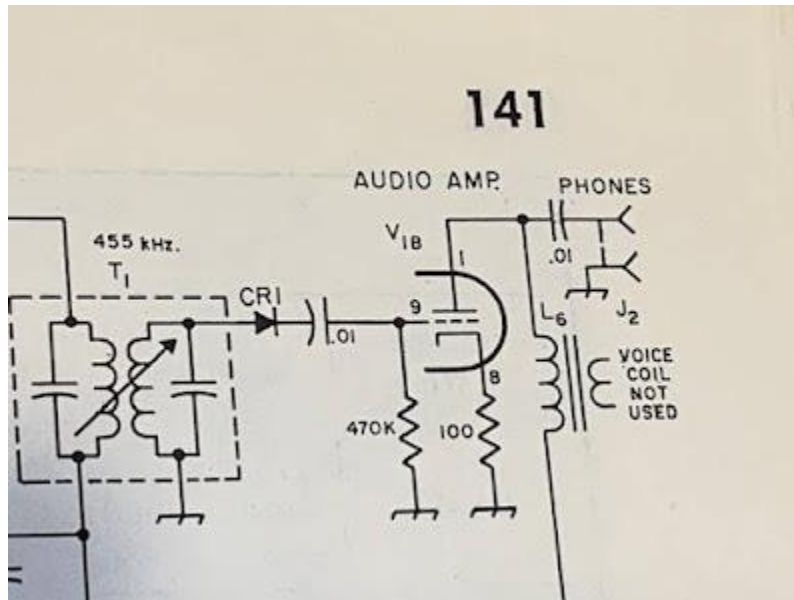 141
AUDIO AMP.
PHONES
455 kHz.
T1
V1B
1
.01
CR1
9
.01
L6
J2
8
VOICE
COIL
NOT
USED
470K
100